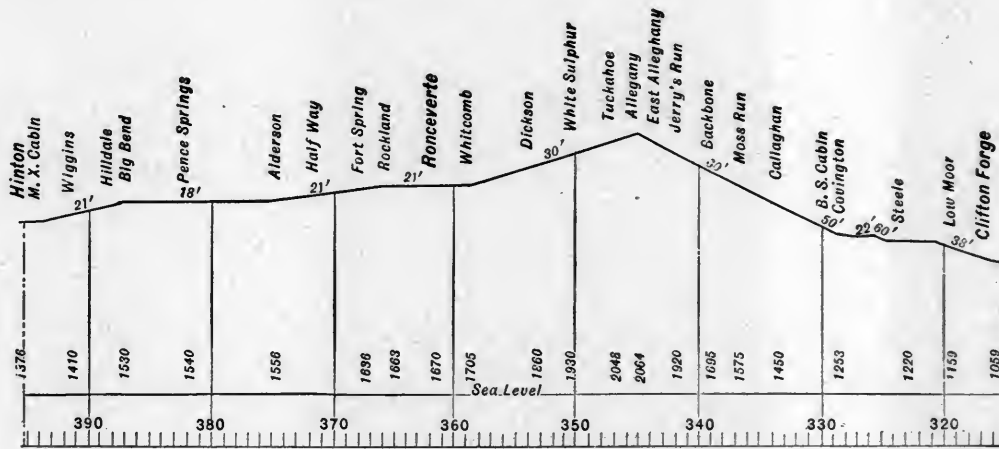 Hinton
M. X. Cabin
Wiggins
Hilldale
Big Bend
Pence Springs
Alderson
Half Way
Fort Spring
Rockland
Ronceverte
Whitcomb
Dickson
White Sulphur
Tuckahoe
Allegany
East Alleghany
Jerry's Run
Backbone
Moss Run
Callaghan
B. S. Cabin
Covington
Steele
Low Moor
Clifton Forge
21'
18'
21'
21'
30'
50'
22'
60'
38'
1376
1410
1530
1540
1556
1636
1663
1670
1705
1860
1930
2048
2064
1920
1695
1575
1450
1253
1220
1159
1059
Sea Level
390
380
370
360
350
340
330
320